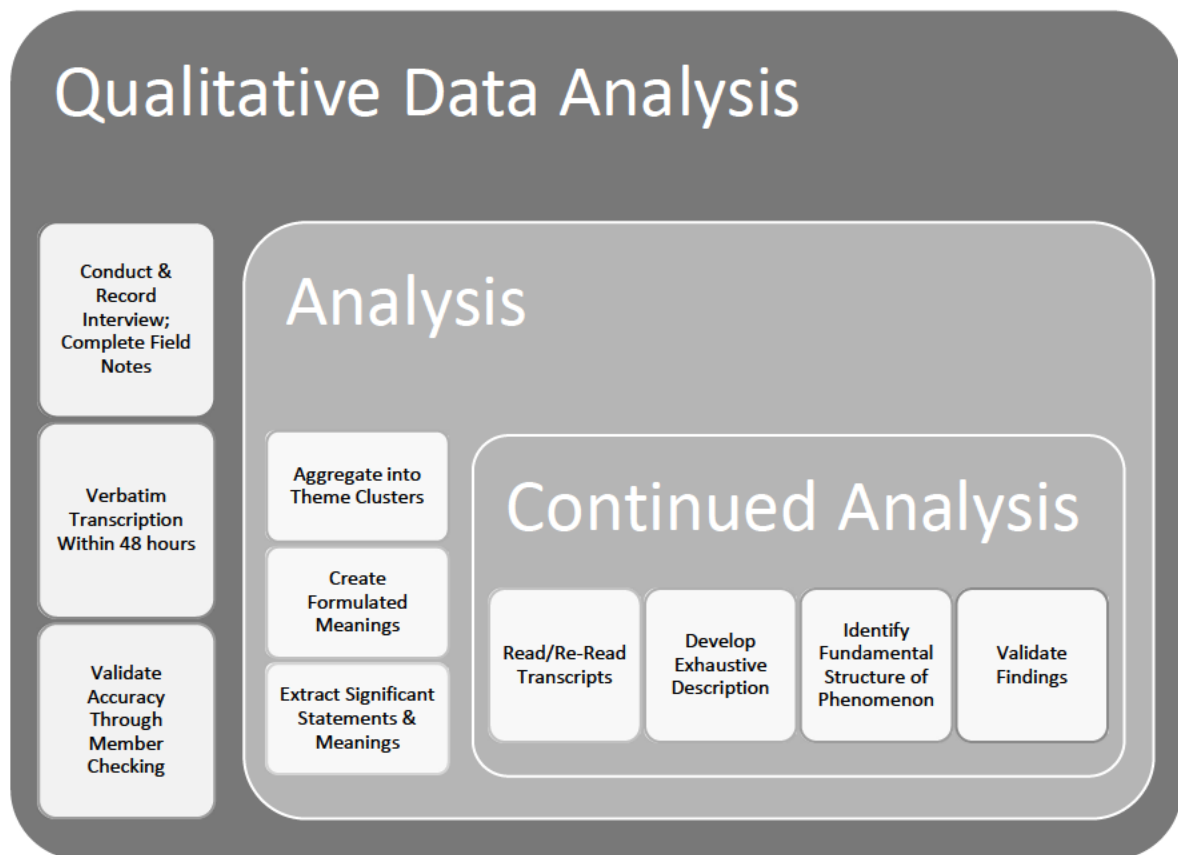 Qualitative Data Analysis
Conduct &
Record
Interview;
Complete Field
Notes
Verbatim
Transcription
Within 48 hours
Validate
Accuracy
Through
Member
Checking
Analysis
Aggregate into
Theme Clusters
Create
Formulated
Meanings
Extract Significant
Statements &
Meanings
Continued Analysis
Read/Re-Read
Transcripts
Develop
Exhaustive
Description
Identify
Fundamental
Structure of
Phenomenon
Validate
Findings